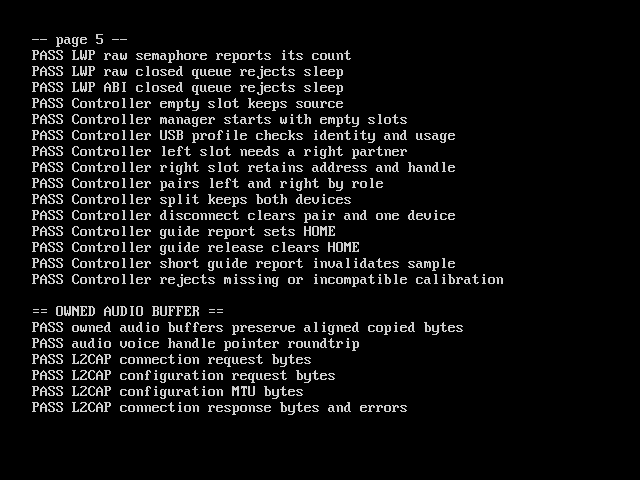 -- page 5 --
PASS LWP raw semaphore reports its count
PASS LWP raw closed queue rejects sleep
PASS LWP ABI closed queue rejects sleep
PASS Controller empty slot keeps source
PASS Controller manager starts with empty slots
PASS Controller USB profile checks identity and usage
PASS Controller left slot needs a right partner
PASS Controller right slot retains address and handle
PASS Controller pairs left and right by role
PASS Controller split keeps both devices
PASS Controller disconnect clears pair and one device
PASS Controller guide report sets HOME
PASS Controller guide release clears HOME
PASS Controller short guide report invalidates sample
PASS Controller rejects missing or incompatible calibration
== OWNED AUDIO BUFFER ==
PASS owned audio buffers preserve aligned copied bytes
PASS audio voice handle pointer roundtrip
PASS L2CAP connection request bytes
PASS L2CAP configuration request bytes
PASS L2CAP configuration MTU bytes
PASS L2CAP connection response bytes and errors